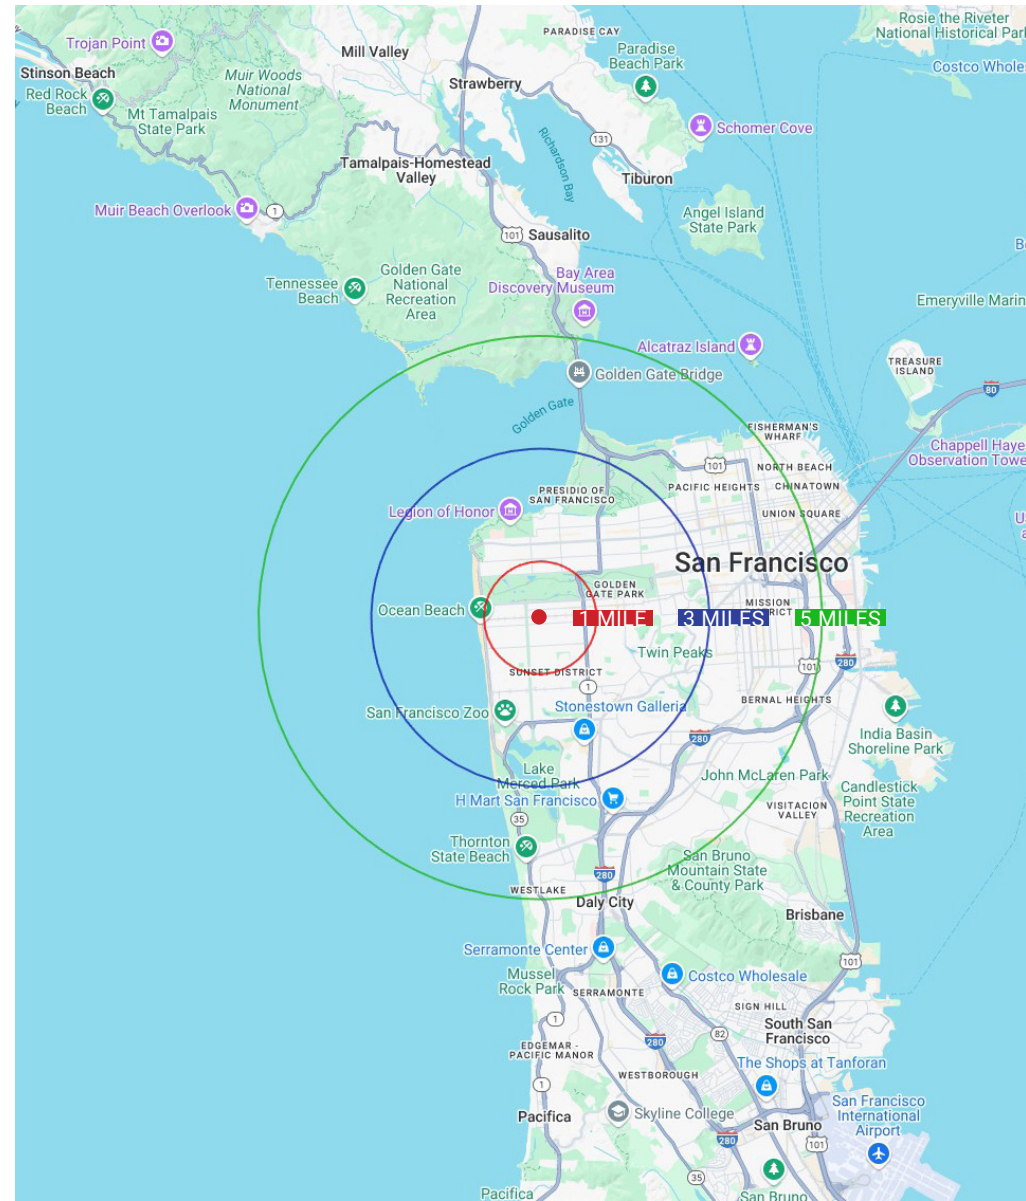 Rosie the Riveter
National Historical Park
PARADISE CAY
Trojan Point
Mill Valley
Paradise
Beach Park
Costco Whole
Stinson Beach
Muir Woods
National
Monument
Strawberry
Red Rock
Beach
Mt Tamalpais
State Park
Schomer Cove
131
Richardson Bay
Tamalpais-Homestead
Valley
Tiburon
Muir Beach Overlook
1
Angel Island
State Park
101
Sausalito
Golden Gate
National
Recreation
Area
Bay Area
Discovery Museum
Tennessee
Beach
Emeryville Marin
Alcatraz Island
TREASURE
ISLAND
Golden Gate Bridge
80
Golden Gate
FISHERMAN'S
WHARF
Chappell Haye
Observation Towe
101
NORTH BEACH
PACIFIC HEIGHTS
CHINATOWN
PRESIDIO OF
SAN FRANCISCO
Legion of Honor
UNION SQUARE
San Francisco
GOLDEN
GATE PARK
Ocean Beach
MISSION
DISTRICT
1 MILE
3 MILES
5 MILES
Twin Peaks
280
101
SUNSET DISTRICT
1
BERNAL HEIGHTS
San Francisco Zoo
Stonestown Galleria
280
India Basin
Shoreline Park
Lake
Merced Park
John McLaren Park
H Mart San Francisco
Candlestick
Point State
Recreation
Area
VISITACION
VALLEY
35
Thornton
State Beach
San Bruno
Mountain State
& County Park
280
WESTLAKE
Daly City
Brisbane
Serramonte Center
101
Mussel
Rock Park
Costco Wholesale
SERRAMONTE
SIGN HILL
1
82
South San
Francisco
280
EDGEMAR -
PACIFIC MANOR
The Shops at Tanforan
WESTBOROUGH
1
San Francisco
International
Airport
Pacifica
Skyline College
San Bruno
280
101
35
Pacifica
San Bruno